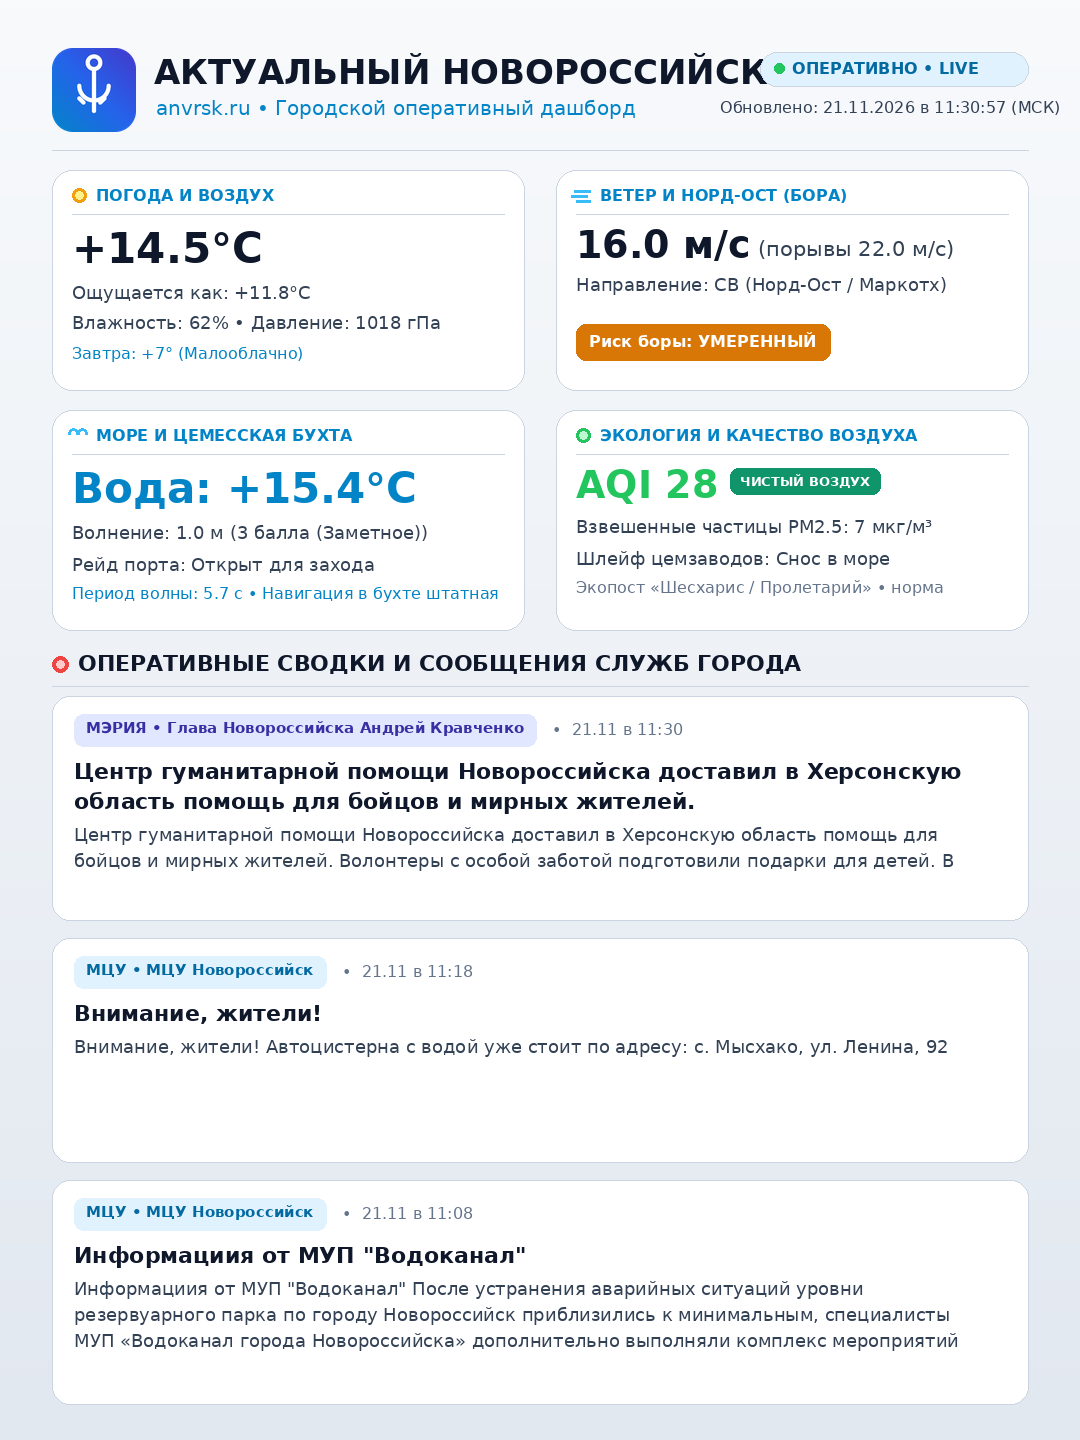 АКТУАЛЬНЫЙ НОВОРОССИЙСК
ОПЕРАТИВНО • LIVE
anvrsk.ru • Городской оперативный дашборд
Обновлено: 21.11.2026 в 11:30:57 (МСК)
ПОГОДА И ВОЗДУХ
+14.5°C
Ощущается как: +11.8°C
Влажность: 62% • Давление: 1018 гПа
Завтра: +7° (Малооблачно)
ВЕТЕР И НОРД-ОСТ (БОРА)
16.0 м/с (порывы 22.0 м/с)
Направление: СВ (Норд-Ост / Маркотх)
Риск боры: УМЕРЕННЫЙ
МОРЕ И ЦЕМЕССКАЯ БУХТА
Вода: +15.4°C
Волнение: 1.0 м (3 балла (Заметное))
Рейд порта: Открыт для захода
Период волны: 5.7 с • Навигация в бухте штатная
ЭКОЛОГИЯ И КАЧЕСТВО ВОЗДУХА
AQI 28 ЧИСТЫЙ ВОЗДУХ
Взвешенные частицы PM2.5: 7 мкг/м³
Шлейф цемзаводов: Снос в море
Экопост «Шесхарис / Пролетарий» • норма
ОПЕРАТИВНЫЕ СВОДКИ И СООБЩЕНИЯ СЛУЖБ ГОРОДА
МЭРИЯ • Глава Новороссийска Андрей Кравченко • 21.11 в 11:30
Центр гуманитарной помощи Новороссийска доставил в Херсонскую
область помощь для бойцов и мирных жителей.
Центр гуманитарной помощи Новороссийска доставил в Херсонскую область помощь для
бойцов и мирных жителей. Волонтеры с особой заботой подготовили подарки для детей. В
МЦУ • МЦУ Новороссийск • 21.11 в 11:18
Внимание, жители!
Внимание, жители! Автоцистерна с водой уже стоит по адресу: с. Мысхако, ул. Ленина, 92
МЦУ • МЦУ Новороссийск • 21.11 в 11:08
Информациия от МУП "Водоканал"
Информациия от МУП "Водоканал" После устранения аварийных ситуаций уровни
резервуарного парка по городу Новороссийск приблизились к минимальным, специалисты
МУП «Водоканал города Новороссийска» дополнительно выполняли комплекс мероприятий